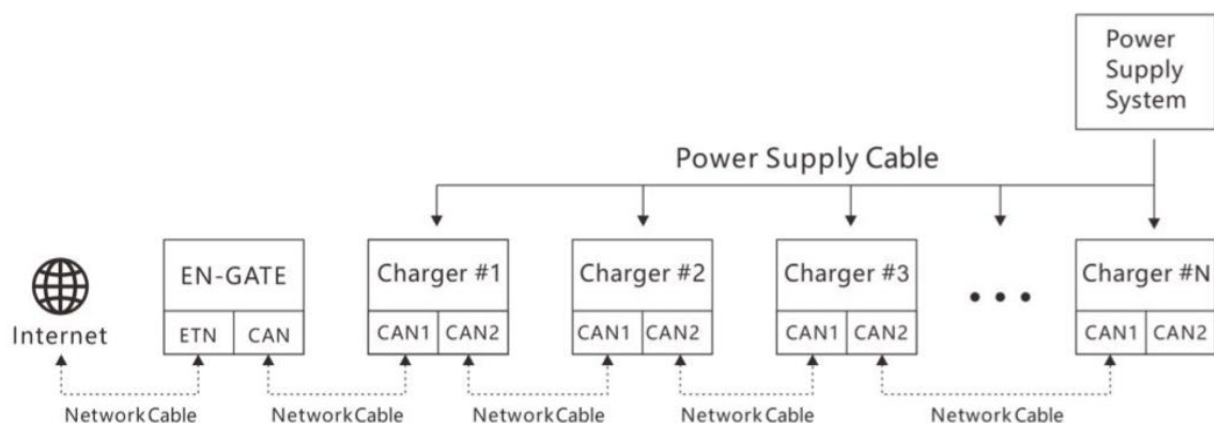 Power
Supply
System
Power Supply Cable
EN-GATE
Charger #1
Charger #2
Charger #3
Charger #N
Internet
ETN
CAN
CAN1
CAN2
CAN1
CAN2
CAN1
CAN2
CAN1
CAN2
Network Cable
Network Cable
Network Cable
Network Cable
Network Cable